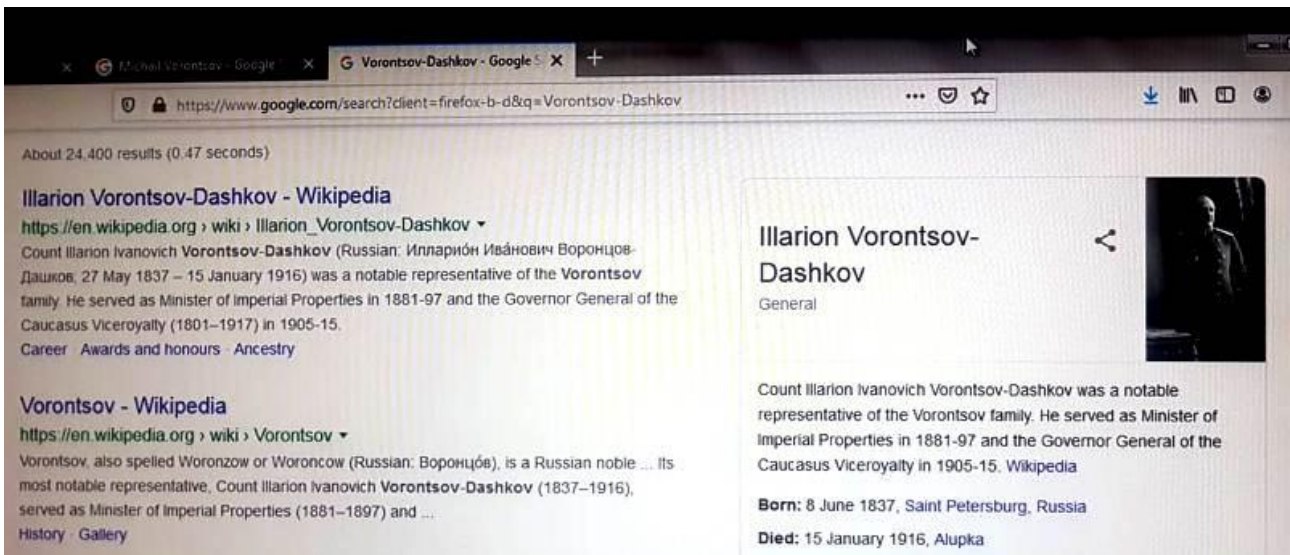 Michail Vorontsov - Google
Vorontsov-Dashkov - Google S
https://www.google.com/search?client=firefox-b-d&q=Vorontsov-Dashkov
About 24,400 results (0.47 seconds)
Illarion Vorontsov-Dashkov - Wikipedia
https://en.wikipedia.org › wiki › Illarion_Vorontsov-Dashkov
Count Illarion Ivanovich Vorontsov-Dashkov (Russian: Илларио́н Ива́нович Воронцов-
Дашков; 27 May 1837 – 15 January 1916) was a notable representative of the Vorontsov
family. He served as Minister of Imperial Properties in 1881-97 and the Governor General of the
Caucasus Viceroyalty (1801–1917) in 1905-15.
Career · Awards and honours · Ancestry
Vorontsov - Wikipedia
https://en.wikipedia.org › wiki › Vorontsov
Vorontsov, also spelled Woronzow or Woroncow (Russian: Воронцо́в), is a Russian noble ... Its
most notable representative, Count Illarion Ivanovich Vorontsov-Dashkov (1837–1916),
served as Minister of Imperial Properties (1881–1897) and ...
History · Gallery
Illarion Vorontsov-
Dashkov
General
Count Illarion Ivanovich Vorontsov-Dashkov was a notable
representative of the Vorontsov family. He served as Minister of
Imperial Properties in 1881-97 and the Governor General of the
Caucasus Viceroyalty in 1905-15. Wikipedia
Born: 8 June 1837, Saint Petersburg, Russia
Died: 15 January 1916, Alupka